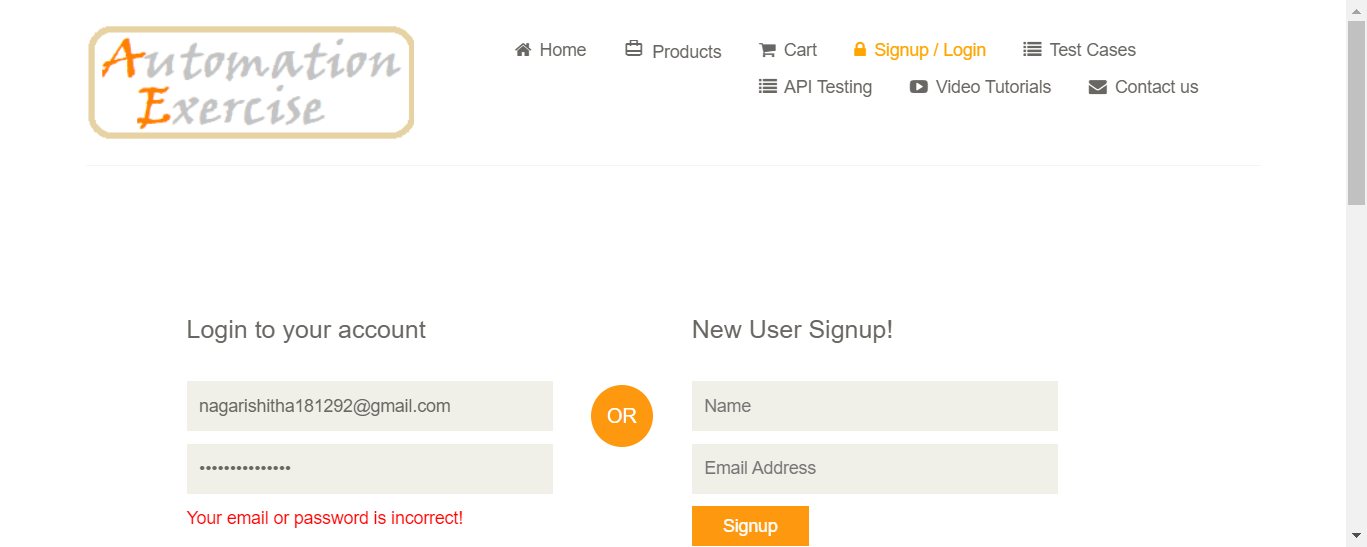 Automation
Exercise
Home Products Cart Signup / Login Test Cases
API Testing Video Tutorials Contact us
Login to your account
nagarishitha181292@gmail.com
•••••••••••••••
Your email or password is incorrect!
OR
New User Signup!
Name
Email Address
Signup